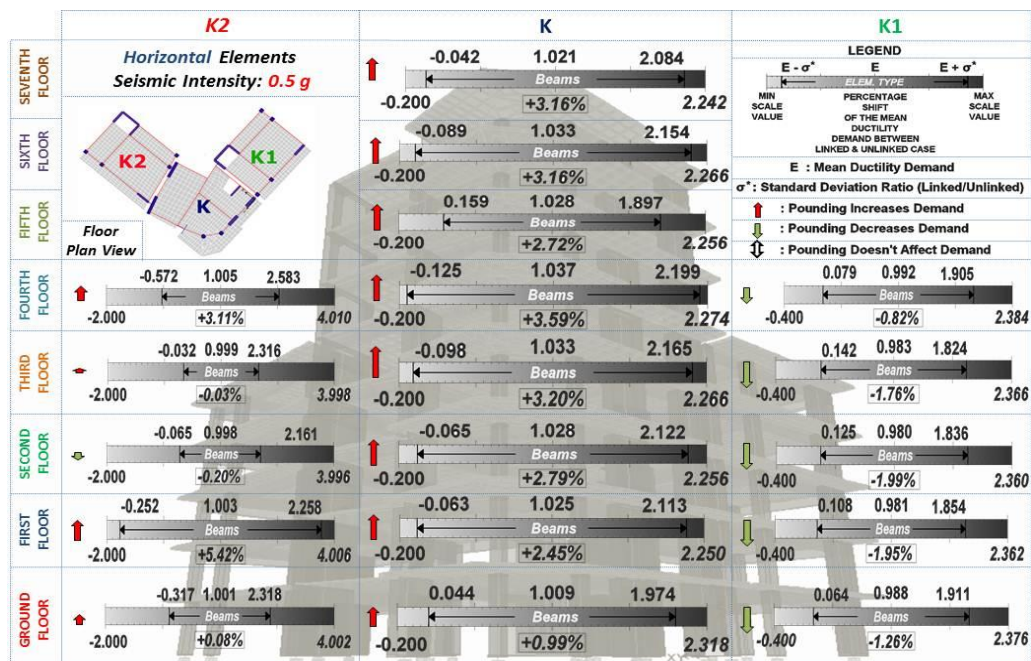 K2
K
K1
SEVENTH FLOOR
Horizontal Elements
Seismic Intensity: 0.5 g
-0.042 1.021 2.084
Beams
-0.200 +3.16% 2.242
LEGEND
E - σ* E E + σ*
ELEM. TYPE
MIN SCALE VALUE
PERCENTAGE SHIFT OF THE MEAN DUCTILITY DEMAND BETWEEN LINKED & UNLINKED CASE
MAX SCALE VALUE
E : Mean Ductility Demand
σ*: Standard Deviation Ratio (Linked/Unlinked)
: Pounding Increases Demand
: Pounding Decreases Demand
: Pounding Doesn't Affect Demand
SIXTH FLOOR
K2
K1
K
Floor
Plan View
-0.089 1.033 2.154
Beams
-0.200 +3.16% 2.266
FIFTH FLOOR
0.159 1.028 1.897
Beams
-0.200 +2.72% 2.256
FOURTH FLOOR
-0.572 1.005 2.583
Beams
-2.000 +3.11% 4.010
-0.125 1.037 2.199
Beams
-0.200 +3.59% 2.274
0.079 0.992 1.905
Beams
-0.400 -0.82% 2.384
THIRD FLOOR
-0.032 0.999 2.316
Beams
-2.000 -0.03% 3.998
-0.098 1.033 2.165
Beams
-0.200 +3.20% 2.266
0.142 0.983 1.824
Beams
-0.400 -1.76% 2.366
SECOND FLOOR
-0.065 0.998 2.161
Beams
-2.000 -0.20% 3.996
-0.065 1.028 2.122
Beams
-0.200 +2.79% 2.256
0.125 0.980 1.836
Beams
-0.400 -1.99% 2.360
FIRST FLOOR
-0.252 1.003 2.258
Beams
-2.000 +5.42% 4.006
-0.063 1.025 2.113
Beams
-0.200 +2.45% 2.250
0.108 0.981 1.854
Beams
-0.400 -1.95% 2.362
GROUND FLOOR
-0.317 1.001 2.318
Beams
-2.000 +0.08% 4.002
0.044 1.009 1.974
Beams
-0.200 +0.99% 2.318
0.064 0.988 1.911
Beams
-0.400 -1.26% 2.376